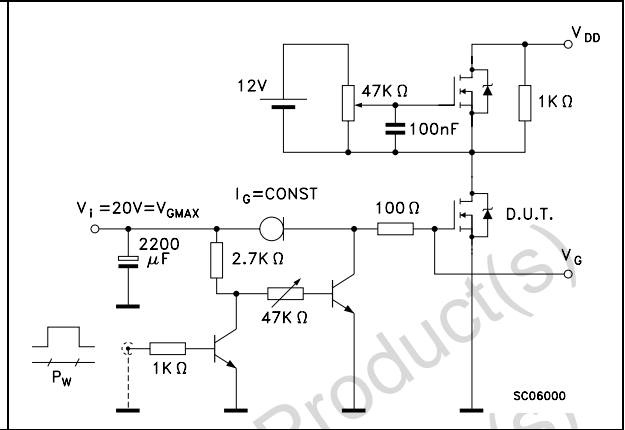 V DD
12V
47K Ω
1K Ω
100nF
I G =CONST
V i =20V=V GMAX
100 Ω
D.U.T.
2200
μF
2.7K Ω
V G
47K Ω
1K Ω
P W
SC06000
Product(s)
(s)